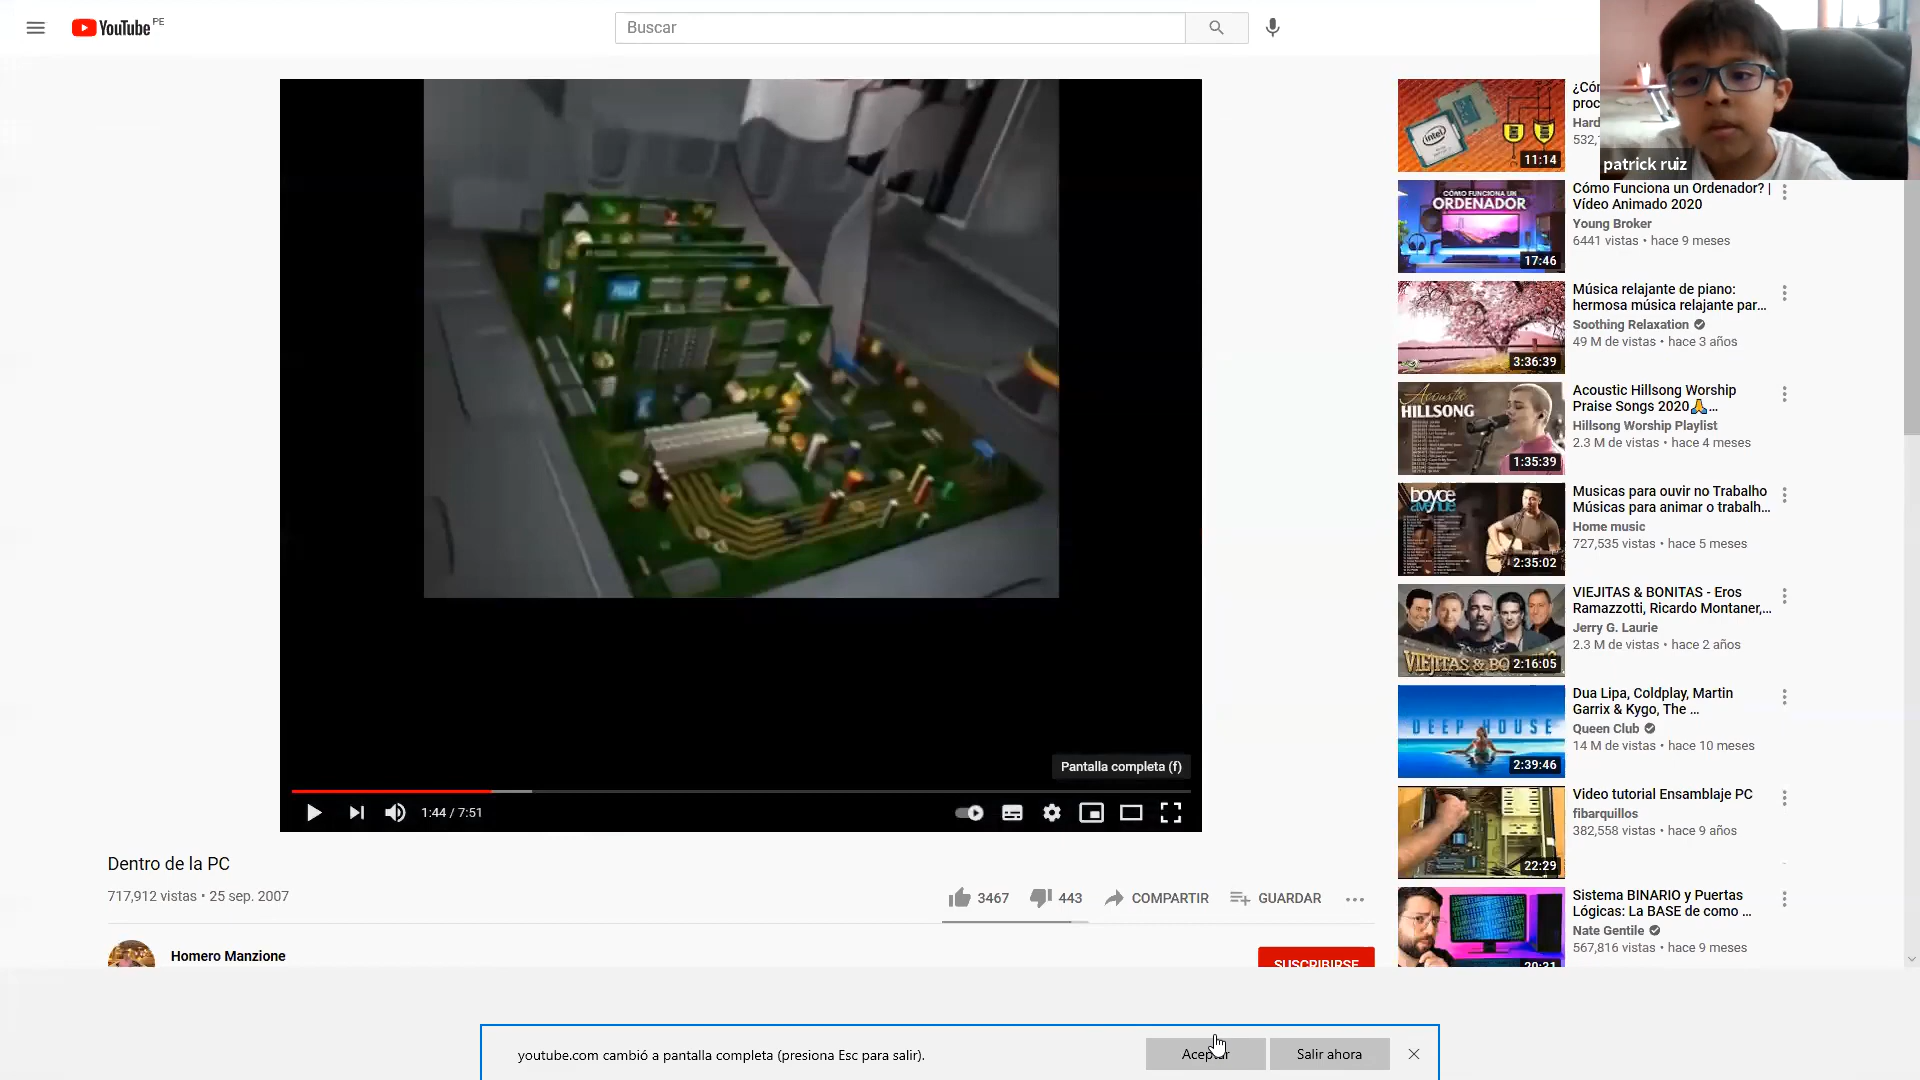 YouTube PE
Buscar
patrick ruiz
11:14
CÓMO FUNCIONA UN
ORDENADOR
17:46
Cómo Funciona un Ordenador? |
Vídeo Animado 2020
Young Broker
6441 vistas • hace 9 meses
3:36:39
Música relajante de piano:
hermosa música relajante par...
Soothing Relaxation
49 M de vistas • hace 3 años
Acoustic
HILLSONG
1:35:39
Acoustic Hillsong Worship
Praise Songs 2020🙏...
Hillsong Worship Playlist
2.3 M de vistas • hace 4 meses
boyce
avenue
2:35:02
Musicas para ouvir no Trabalho
Músicas para animar o trabalh...
Home music
727,535 vistas • hace 5 meses
VIEJITAS & BO
2:16:05
VIEJITAS & BONITAS - Eros
Ramazzotti, Ricardo Montaner,...
Jerry G. Laurie
2.3 M de vistas • hace 2 años
DEEP HOUSE
2:39:46
Dua Lipa, Coldplay, Martin
Garrix & Kygo, The ...
Queen Club
14 M de vistas • hace 10 meses
22:29
Video tutorial Ensamblaje PC
fibarquillos
382,558 vistas • hace 9 años
Sistema BINARIO y Puertas
Lógicas: La BASE de como ...
Nate Gentile
567,816 vistas • hace 9 meses
Pantalla completa (f)
1:44 / 7:51
Dentro de la PC
717,912 vistas • 25 sep. 2007
3467
443
COMPARTIR
GUARDAR
Homero Manzione
SUSCRIBIRSE
youtube.com cambió a pantalla completa (presiona Esc para salir).
Aceptar
Salir ahora